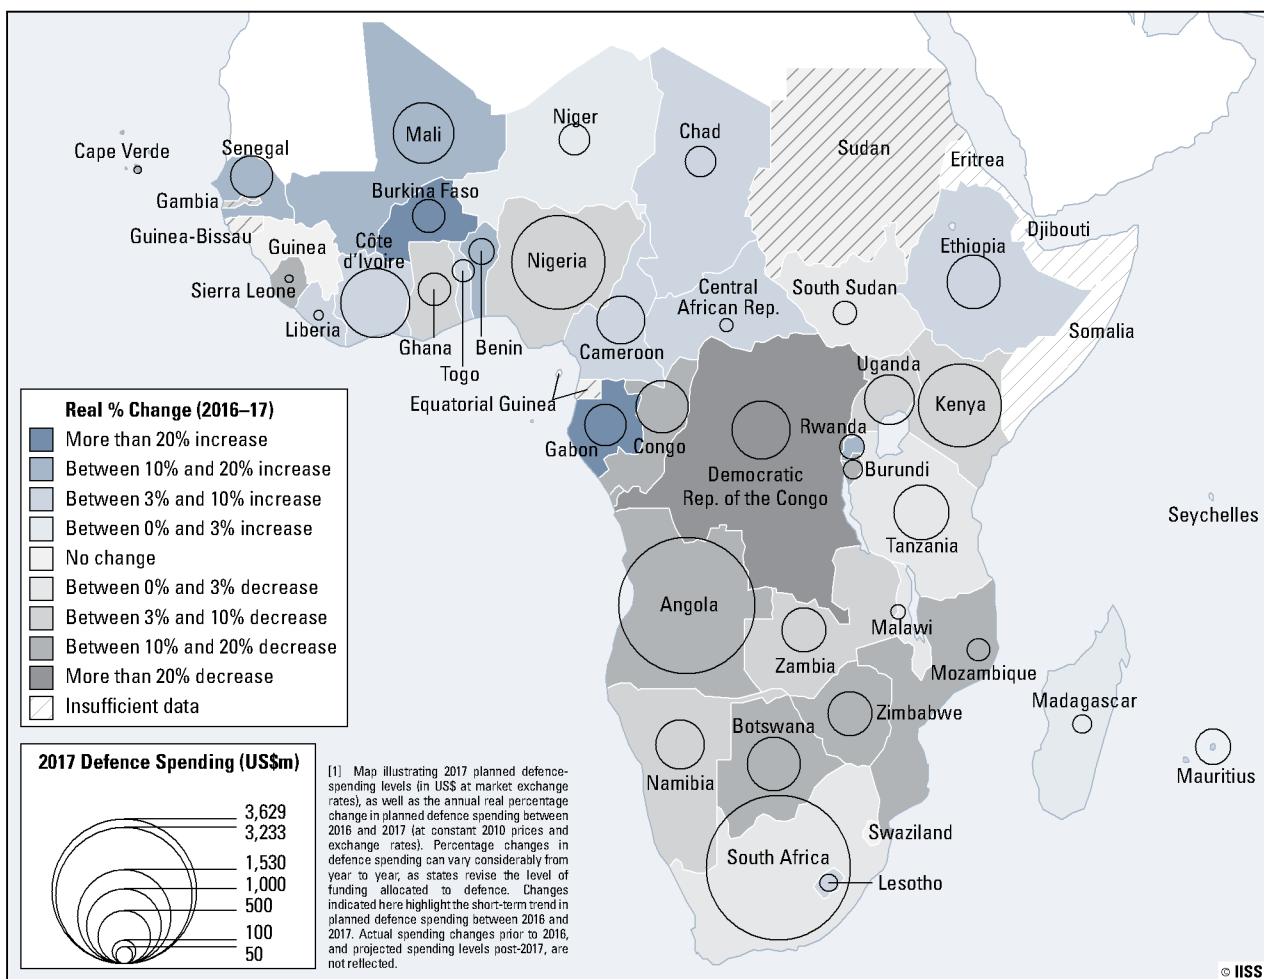 Mali
Niger
Chad
Sudan
Eritrea
Cape Verde
Senegal
Gambia
Guinea-Bissau
Burkina Faso
Guinea
Côte
d'Ivoire
Nigeria
Djibouti
Ethiopia
Sierra Leone
Liberia
Ghana
Togo
Benin
Cameroon
Central
African Rep.
South Sudan
Somalia
Equatorial Guinea
Gabon
Congo
Uganda
Kenya
Rwanda
Burundi
Democratic
Rep. of the Congo
Tanzania
Seychelles
Angola
Malawi
Zambia
Mozambique
Madagascar
Mauritius
Zimbabwe
Botswana
Namibia
Swaziland
South Africa
Lesotho
Real % Change (2016–17)
More than 20% increase
Between 10% and 20% increase
Between 3% and 10% increase
Between 0% and 3% increase
No change
Between 0% and 3% decrease
Between 3% and 10% decrease
Between 10% and 20% decrease
More than 20% decrease
Insufficient data
2017 Defence Spending (US$m)
3,629
3,233
1,530
1,000
500
100
50
[1] Map illustrating 2017 planned defence-
spending levels (in US$ at market exchange
rates), as well as the annual real percentage
change in planned defence spending between
2016 and 2017 (at constant 2010 prices and
exchange rates). Percentage changes in
defence spending can vary considerably from
year to year, as states revise the level of
funding allocated to defence. Changes
indicated here highlight the short-term trend in
planned defence spending between 2016 and
2017. Actual spending changes prior to 2016,
and projected spending levels post-2017, are
not reflected.
© IISS